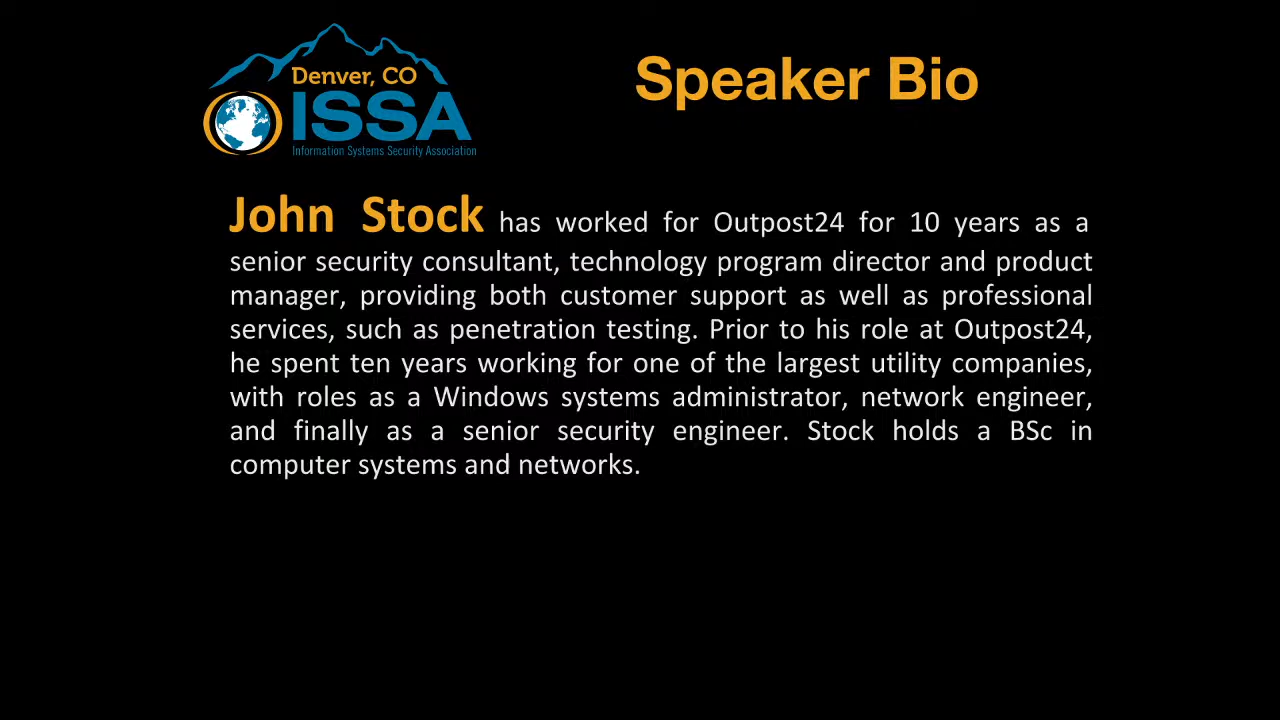 Denver, CO
ISSA
Information Systems Security Association
Speaker Bio
John Stock has worked for Outpost24 for 10 years as a
senior security consultant, technology program director and product
manager, providing both customer support as well as professional
services, such as penetration testing. Prior to his role at Outpost24,
he spent ten years working for one of the largest utility companies,
with roles as a Windows systems administrator, network engineer,
and finally as a senior security engineer. Stock holds a BSc in
computer systems and networks.